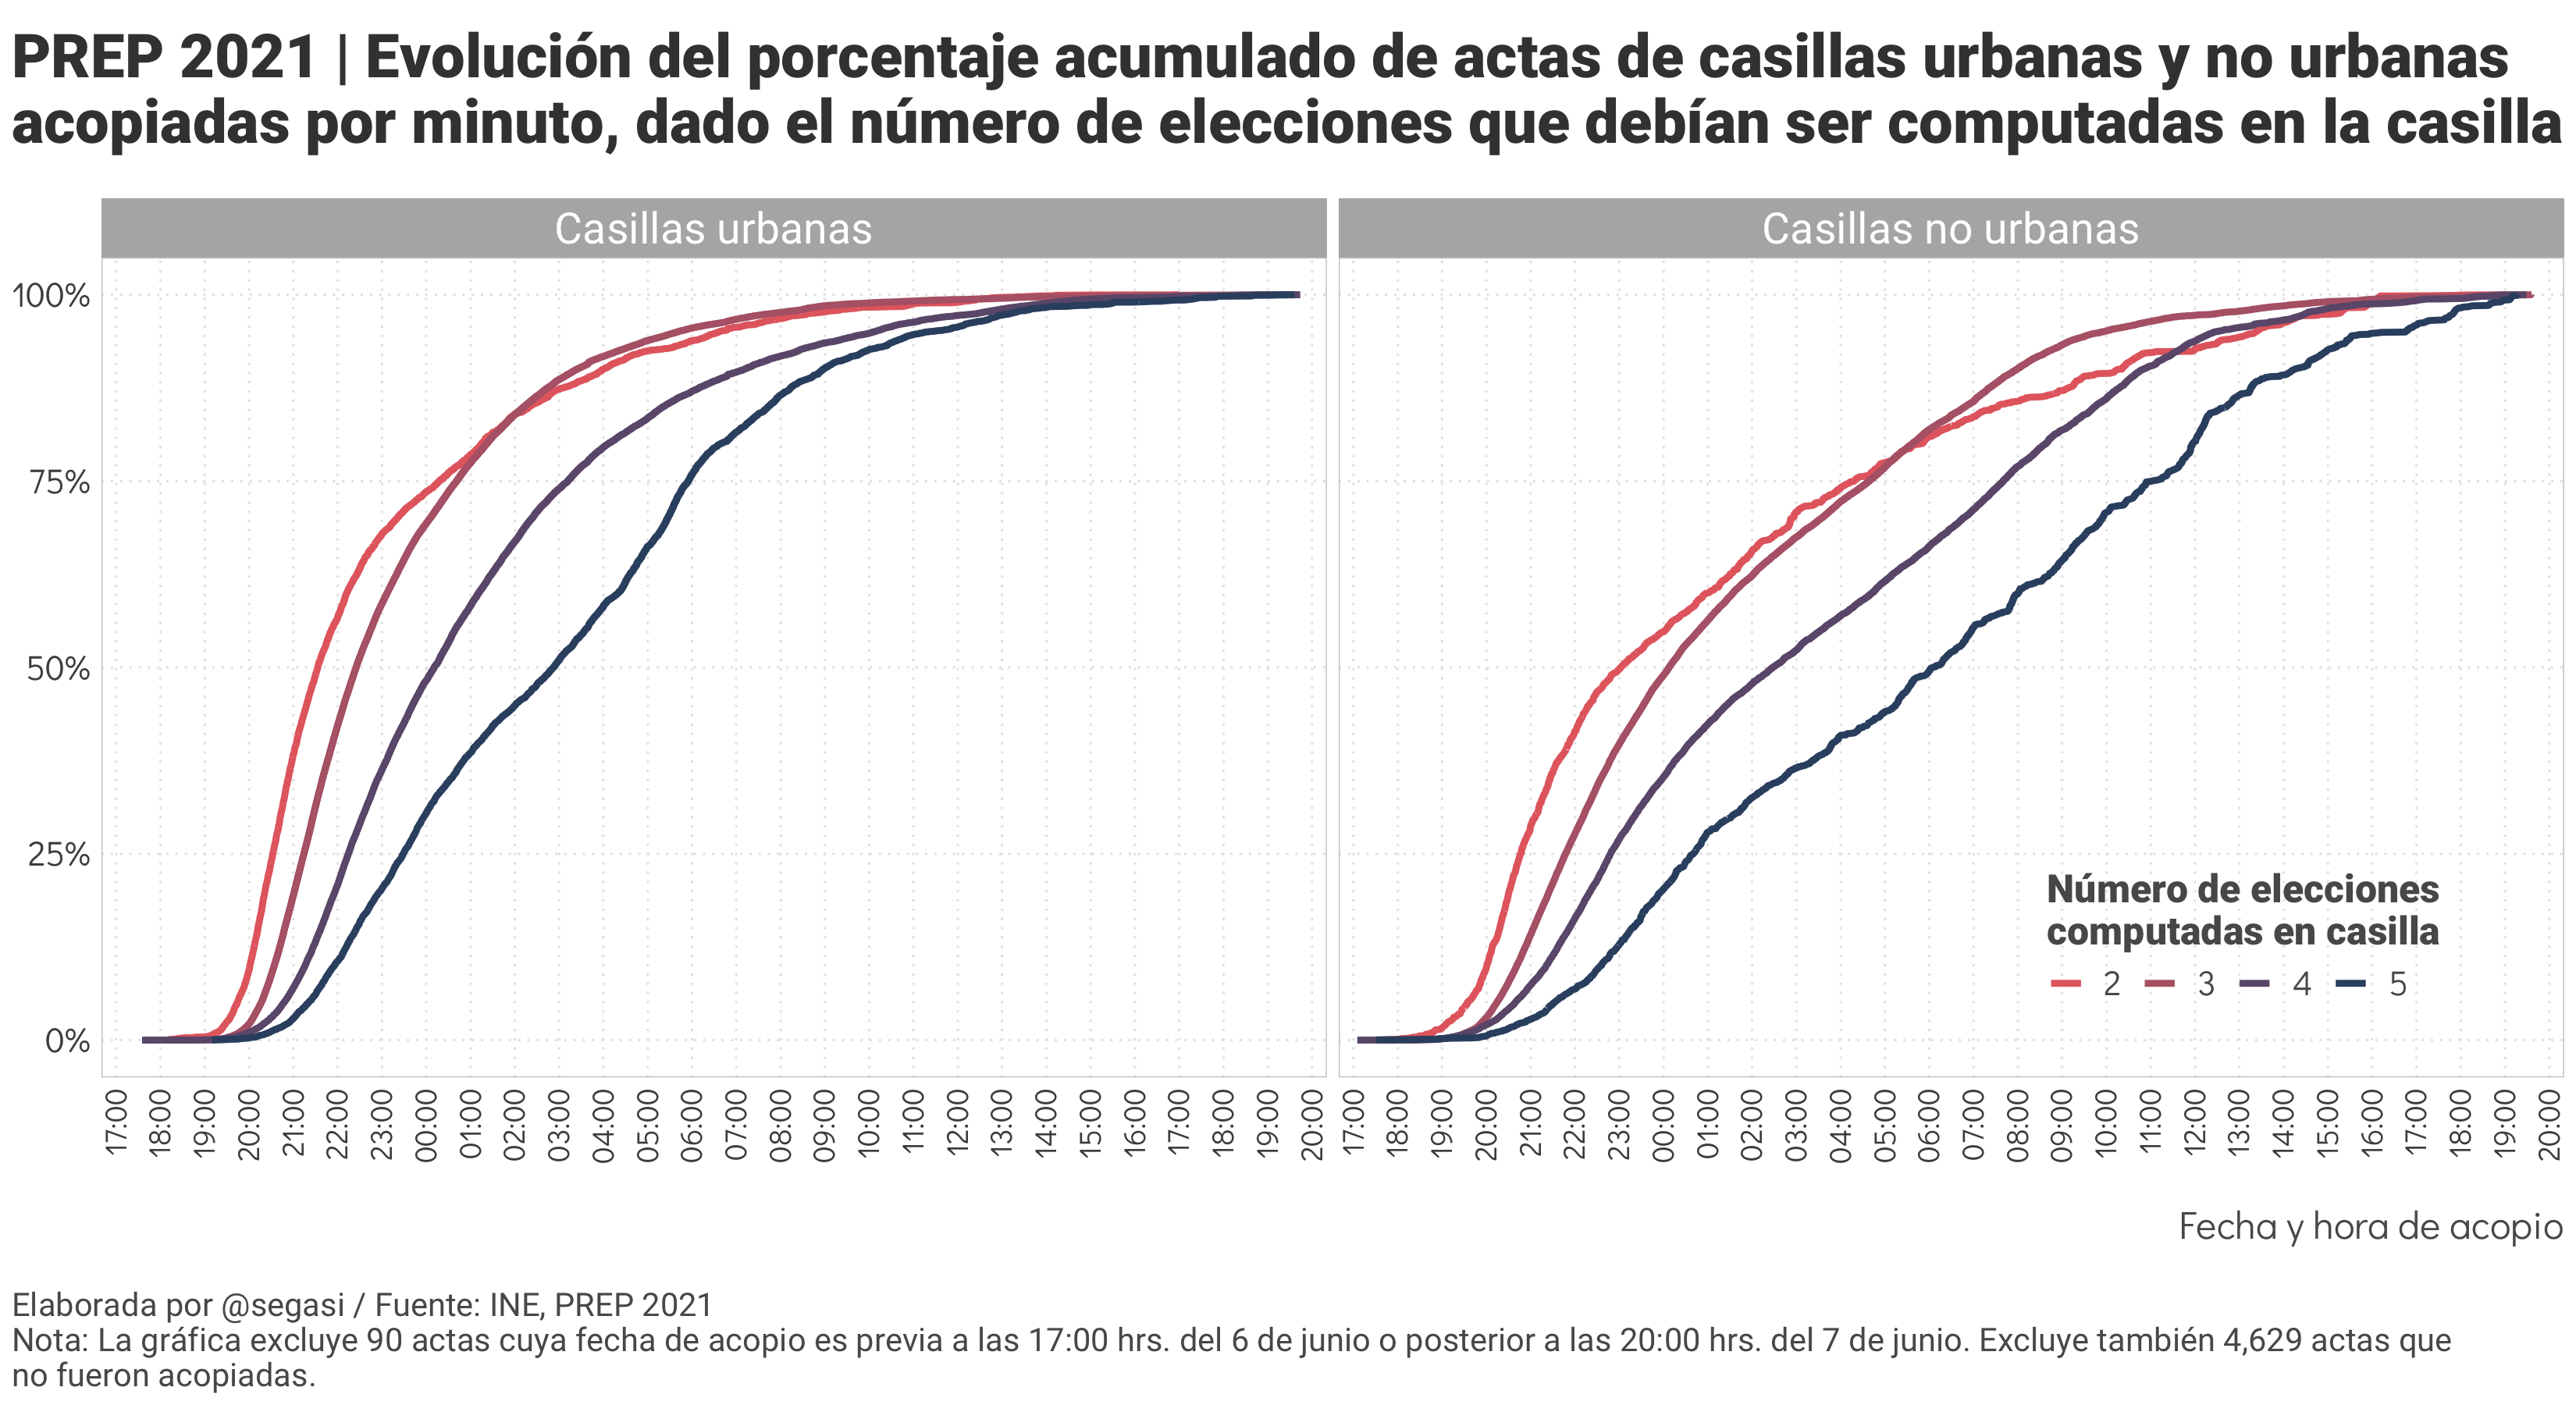 PREP 2021 | Evolución del porcentaje acumulado de actas de casillas urbanas y no urbanas
acopiadas por minuto, dado el número de elecciones que debían ser computadas en la casilla
Casillas urbanas
Casillas no urbanas
100%
75%
50%
25%
0%
Número de elecciones
computadas en casilla
2 3 4 5
17:00 18:00 19:00 20:00 21:00 22:00 23:00 00:00 01:00 02:00 03:00 04:00 05:00 06:00 07:00 08:00 09:00 10:00 11:00 12:00 13:00 14:00 15:00 16:00 17:00 18:00 19:00 20:00
17:00 18:00 19:00 20:00 21:00 22:00 23:00 00:00 01:00 02:00 03:00 04:00 05:00 06:00 07:00 08:00 09:00 10:00 11:00 12:00 13:00 14:00 15:00 16:00 17:00 18:00 19:00 20:00
Fecha y hora de acopio
Elaborada por @segasi / Fuente: INE, PREP 2021
Nota: La gráfica excluye 90 actas cuya fecha de acopio es previa a las 17:00 hrs. del 6 de junio o posterior a las 20:00 hrs. del 7 de junio. Excluye también 4,629 actas que
no fueron acopiadas.